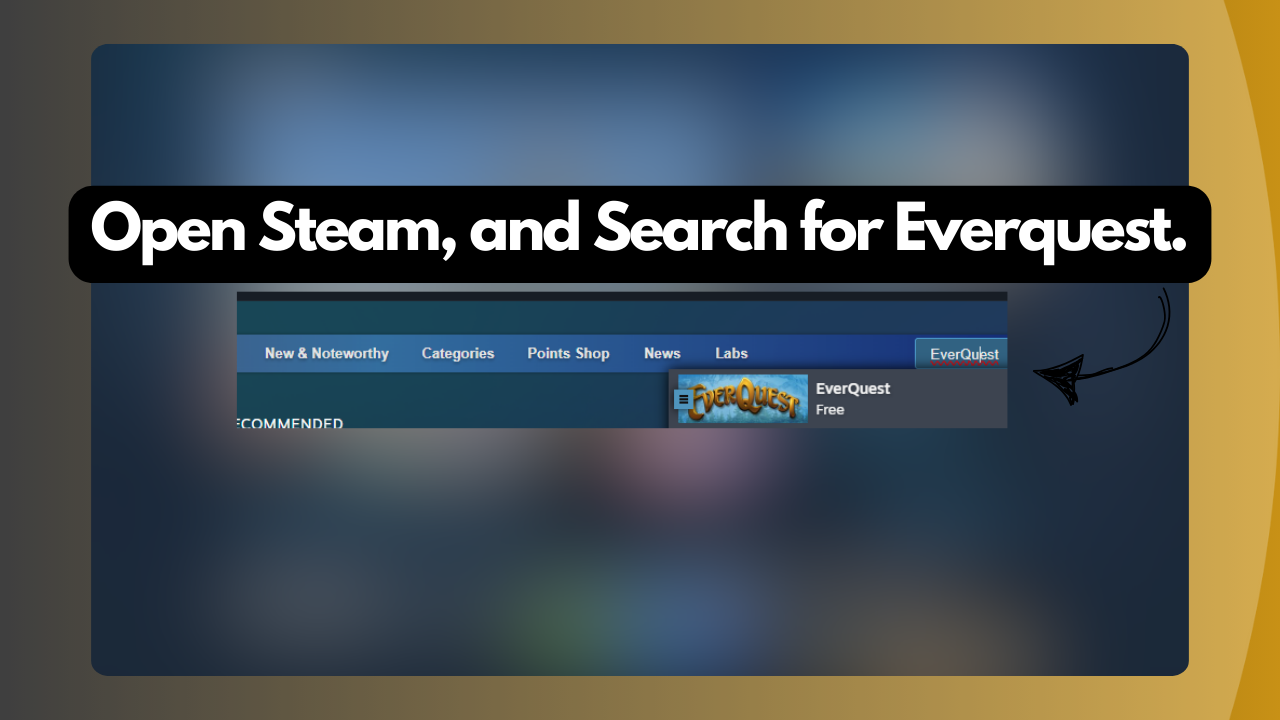 Open Steam, and Search for Everquest.
New & Noteworthy Categories Points Shop News Labs EverQuest
EVERQUEST EverQuest
Free
ECOMMENDED